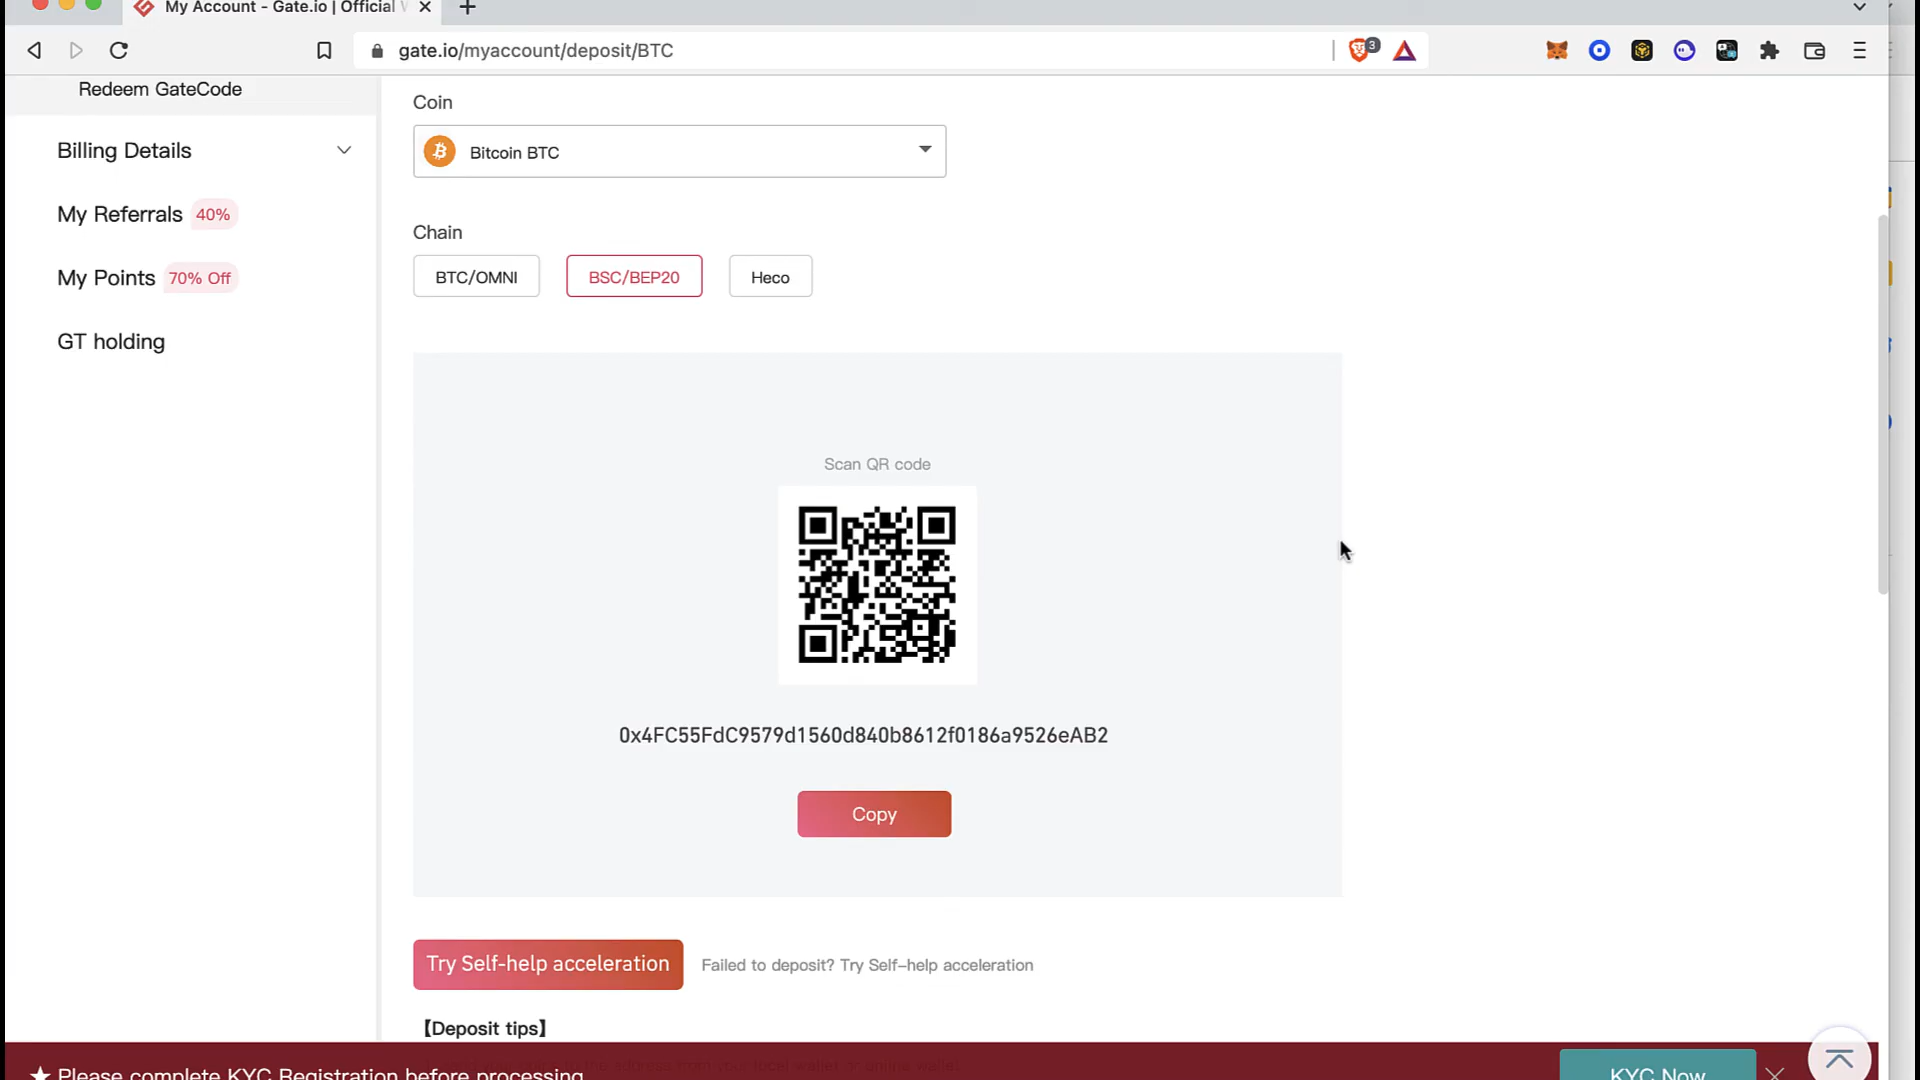 My Account - Gate.io | Official
gate.io/myaccount/deposit/BTC
3
Redeem GateCode
Billing Details
My Referrals 40%
My Points 70% Off
GT holding
Coin
Bitcoin BTC
Chain
BTC/OMNI BSC/BEP20 Heco
Scan QR code
0x4FC55FdC9579d1560d840b8612f0186a9526eAB2
Copy
Try Self-help acceleration Failed to deposit? Try Self-help acceleration
【Deposit tips】
★ Please complete KYC Registration before processing
KYC Now